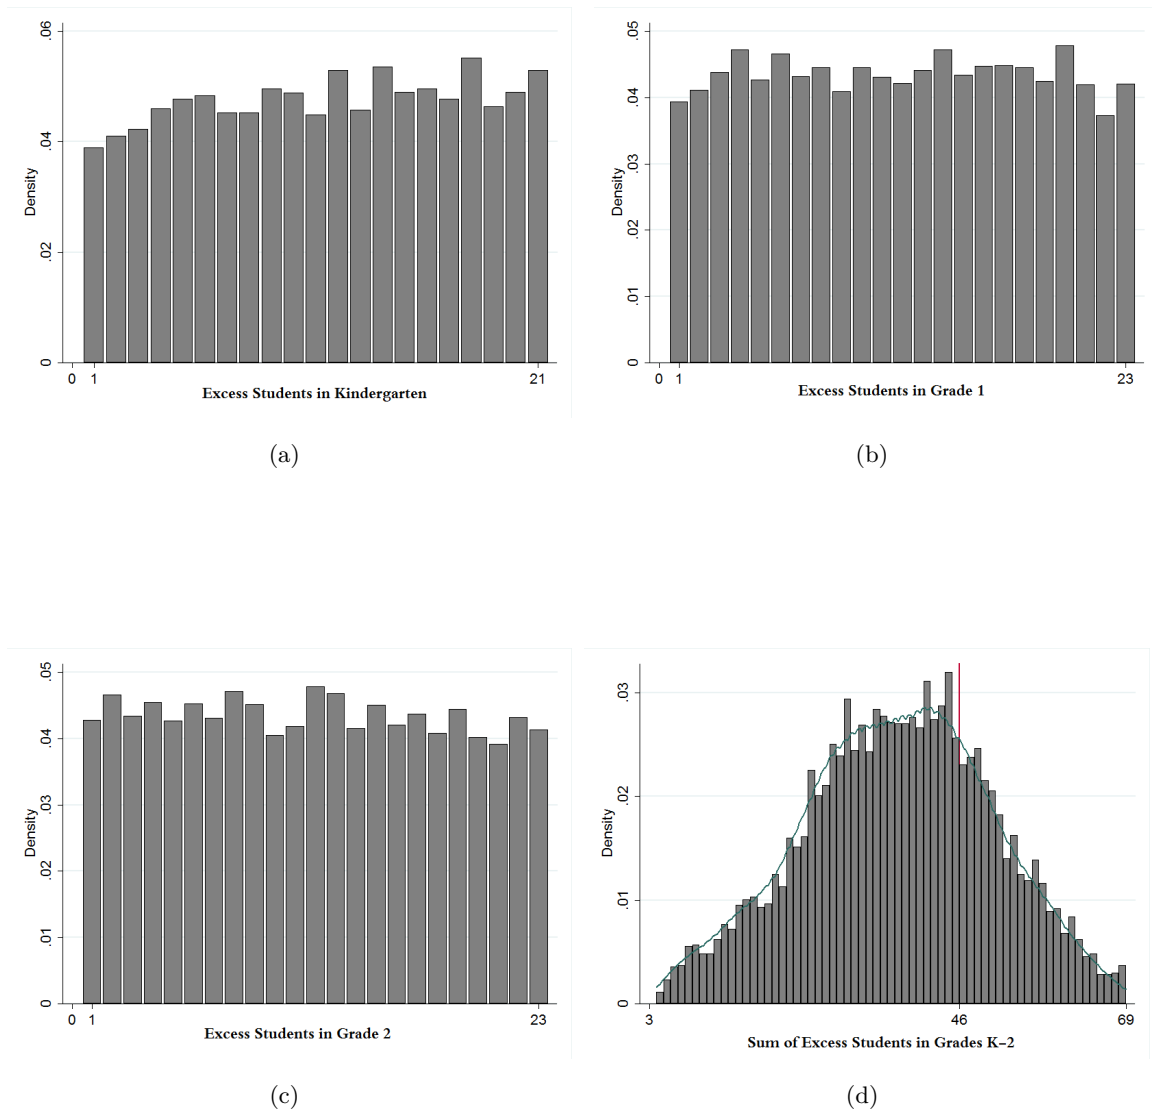 .06
.04
.02
0
Density
0 1 21
Excess Students in Kindergarten
(a)
.05
.04
.03
.02
.01
0
Density
0 1 23
Excess Students in Grade 1
(b)
.05
.04
.03
.02
.01
0
Density
0 1 23
Excess Students in Grade 2
(c)
.03
.02
.01
0
Density
3 46 69
Sum of Excess Students in Grades K–2
(d)